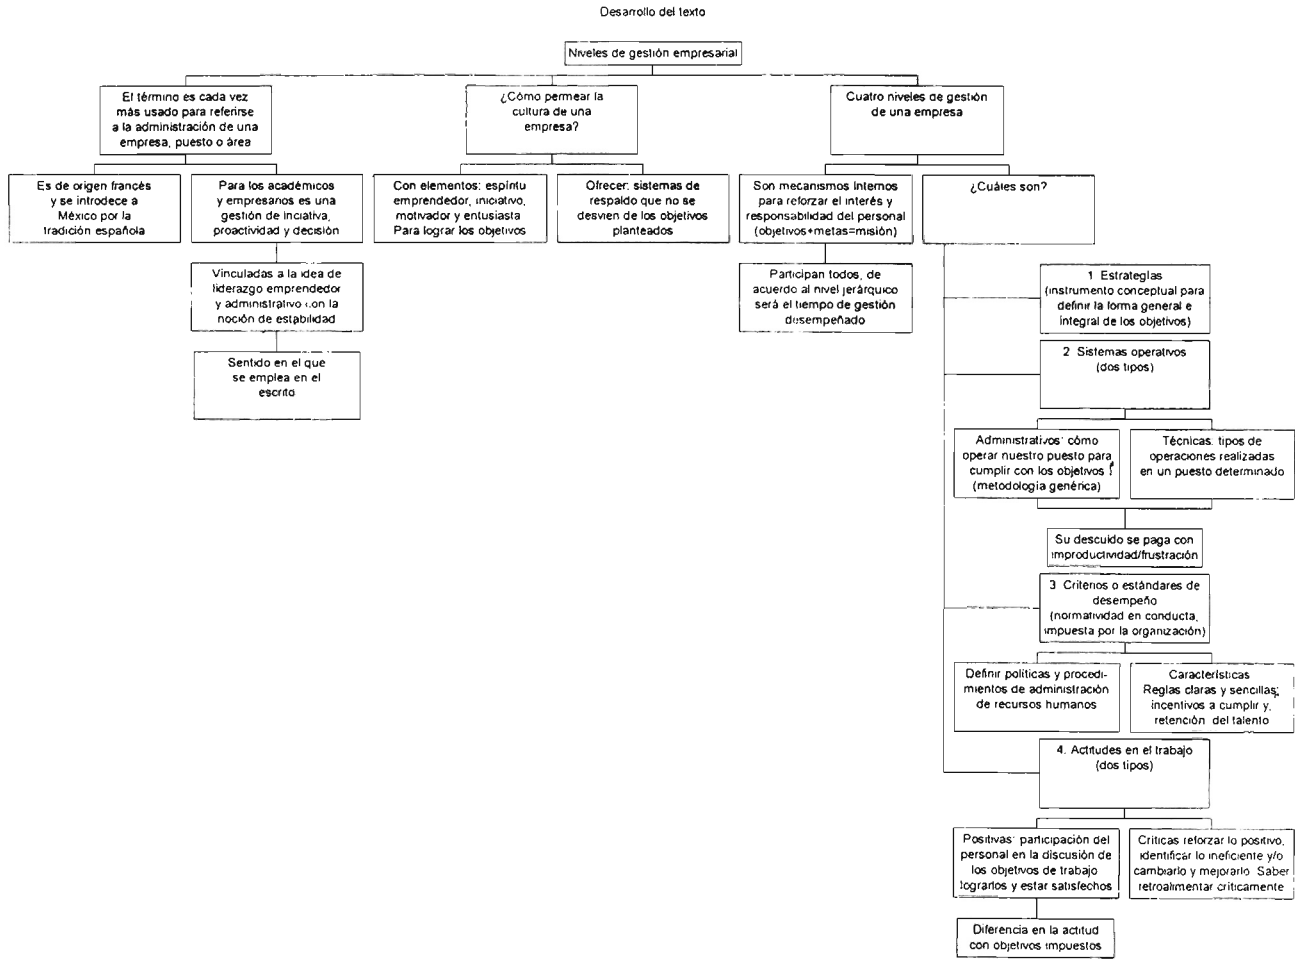 Desarrollo del texto
Niveles de gestión empresarial
El término es cada vez
más usado para referirse
a la administración de una
empresa, puesto o área
¿Cómo permear la
cultura de una
empresa?
Cuatro niveles de gestión
de una empresa
Es de origen francés
y se introdece a
México por la
tradición española
Para los académicos
y empresarios es una
gestión de inciativa,
proactividad y decisión
Con elementos: espíritu
emprendedor, iniciativo,
motivador y entusiasta
Para lograr los objetivos
Ofrecer: sistemas de
respaldo que no se
desvíen de los objetivos
planteados
Son mecanismos internos
para reforzar el interés y
responsabilidad del personal
(objetivos+metas=misión)
¿Cuáles son?
Vinculadas a la idea de
liderazgo emprendedor
y administrativo con la
noción de estabilidad
Participan todos, de
acuerdo al nivel jerárquico
será el tiempo de gestión
desempeñado
Sentido en el que
se emplea en el
escrito
1 Estrategias
(instrumento conceptual para
definir la forma general e
integral de los objetivos)
2 Sistemas operativos
(dos tipos)
Administrativos: cómo
operar nuestro puesto para
cumplir con los objetivos
(metodología genérica)
Técnicas: tipos de
operaciones realizadas
en un puesto determinado
Su descuido se paga con
improductividad/frustración
3 Criterios o estándares de
desempeño
(normatividad en conducta,
impuesta por la organización)
Definir políticas y procedi-
mientos de administración
de recursos humanos
Características
Reglas claras y sencillas;
incentivos a cumplir y,
retención del talento
4. Actitudes en el trabajo
(dos tipos)
Positivas: participación del
personal en la discusión de
los objetivos de trabajo
lograrlos y estar satisfechos
Críticas reforzar lo positivo,
identificar lo ineficiente y/o
cambiarlo y mejorarlo Saber
retroalimentar críticamente
Diferencia en la actitud
con objetivos impuestos